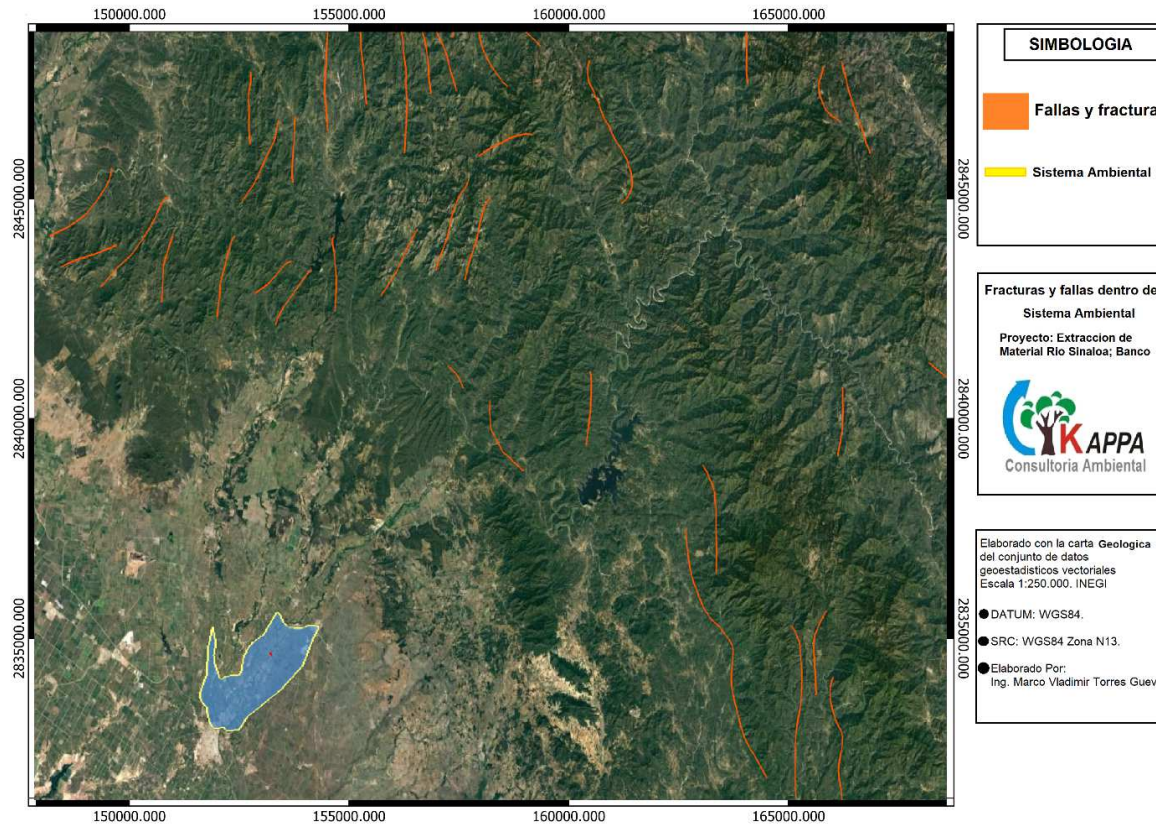 150000.000 155000.000 160000.000 165000.000
2845000.000
2840000.000
2835000.000
2845000.000
2840000.000
2835000.000
150000.000 155000.000 160000.000 165000.000
SIMBOLOGIA
Fallas y fractura
Sistema Ambiental
Fracturas y fallas dentro de
Sistema Ambiental
Proyecto: Extraccion de
Material RIo Sinaloa; Banco
KAPPA
Consultoria Ambiental
Elaborado con la carta Geologica
del conjunto de datos
geoestadisticos vectoriales
Escala 1:250.000. INEGI
DATUM: WGS84.
SRC: WGS84 Zona N13.
Elaborado Por:
Ing. Marco Vladimir Torres Guev